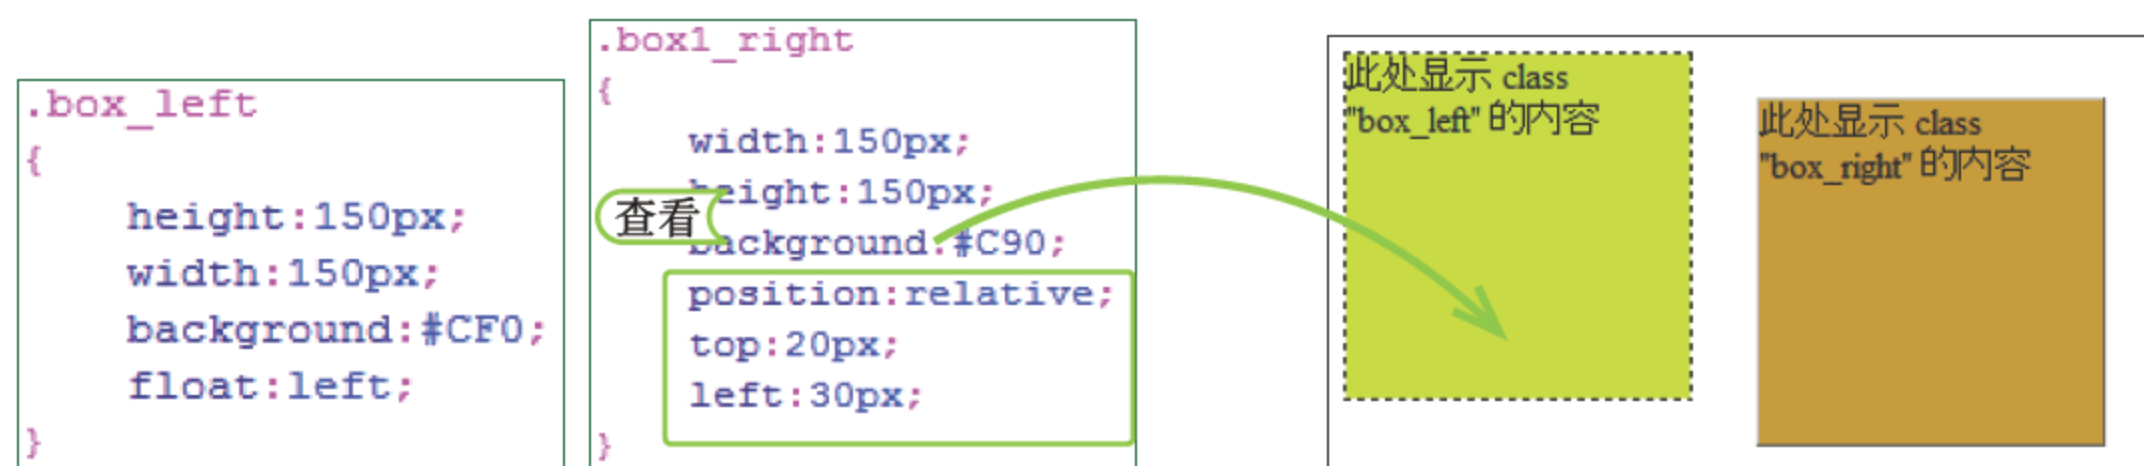 .box_left
{
height:150px;
width:150px;
background:#CF0;
float:left;
}
.box1_right
{
width:150px;
height:150px;
查看
background:#C90;
position:relative;
top:20px;
left:30px;
}
此处显示 class
"box_left" 的内容
此处显示 class
"box_right" 的内容